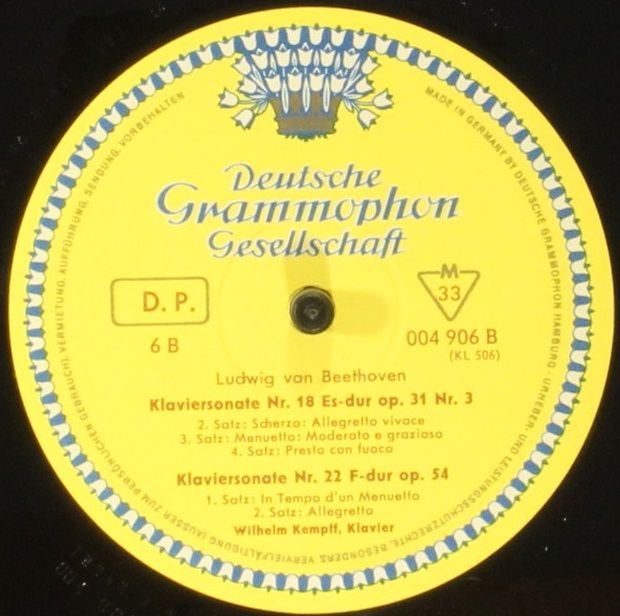 Deutsche
Grammophon
Gesellschaft
D. P.
6 B
M
33
004 906 B
(KL 506)
Ludwig van Beethoven
Klaviersonate Nr. 18 Es-dur op. 31 Nr. 3
2. Satz: Scherzo: Allegretto vivace
3. Satz: Menuetto: Moderato e grazioso
4. Satz: Presto con fuoco
Klaviersonate Nr. 22 F-dur op. 54
1. Satz: In Tempo d'un Menuetto
2. Satz: Allegretto
Wilhelm Kempff, Klavier
MADE IN GERMANY BY DEUTSCHE GRAMMOPHON HAMBURG · URHEBER- UND LEISTUNGSSCHUTZRECHTE, BESONDERS VERVIELFÄLTIGUNG (AUSSER ZUM PERSÖNLICHEN GEBRAUCH), VERMIETUNG, AUFFÜHRUNG, SENDUNG, VORBEHALTEN